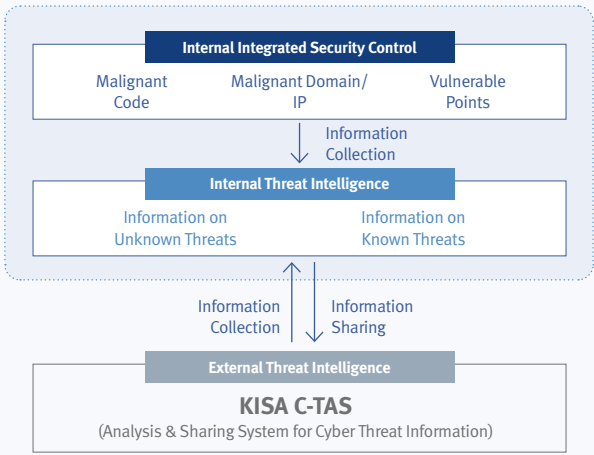 Internal Integrated Security Control
Malignant
Code
Malignant Domain/
IP
Vulnerable
Points
Information
Collection
Internal Threat Intelligence
Information on
Unknown Threats
Information on
Known Threats
Information
Collection
Information
Sharing
External Threat Intelligence
KISA C-TAS
(Analysis & Sharing System for Cyber Threat Information)